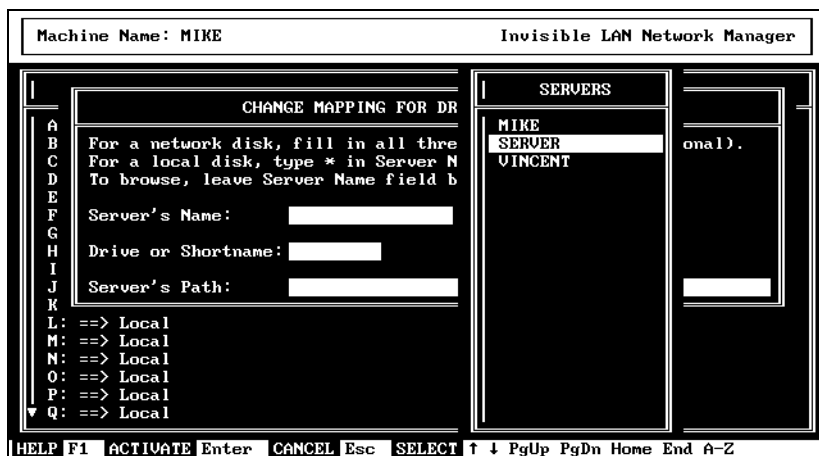 Machine Name: MIKE Invisible LAN Network Manager
SERVERS
CHANGE MAPPING FOR DR
MIKE
SERVER
VINCENT
For a network disk, fill in all thre onal).
For a local disk, type * in Server N
To browse, leave Server Name field b
Server's Name:
Drive or Shortname:
Server's Path:
A
B
C
D
E
F
G
H
I
J
K
L: ==> Local
M: ==> Local
N: ==> Local
O: ==> Local
P: ==> Local
▼ Q: ==> Local
HELP F1 ACTIVATE Enter CANCEL Esc SELECT ↑ ↓ PgUp PgDn Home End A-Z